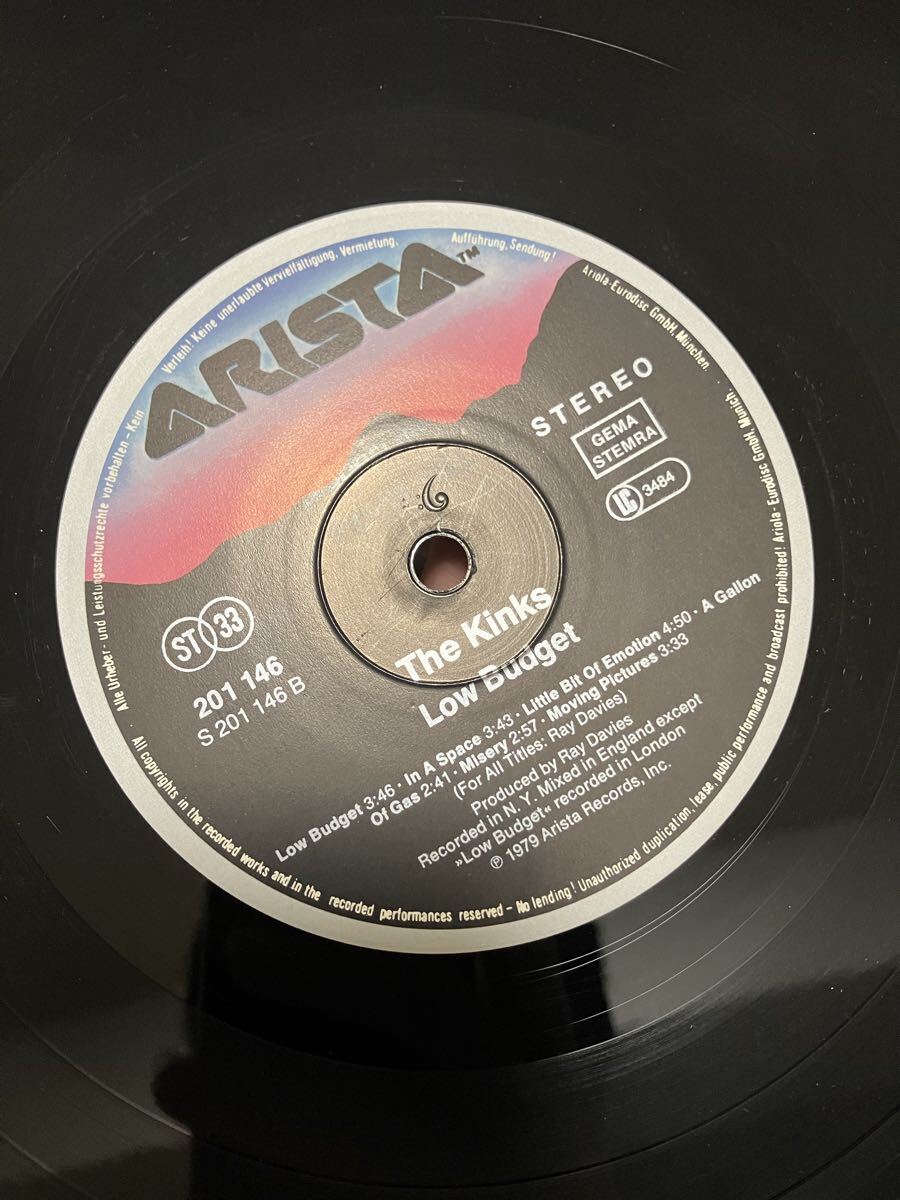 Alle Urheber- und Leistungsschutzrechte vorbehalten - Kein Verleih! Keine unerlaubte Vervielfältigung, Vermietung, Aufführung, Sendung!
Ariola-Eurodisc GmbH, München.
ARISTA™
STEREO
GEMA
STEMRA
LC 3484
ST 33
201 146
S 201 146 B
The Kinks
Low Budget
Low Budget 3:46 · In A Space 3:43 · Little Bit Of Emotion 4:50 · A Gallon
Of Gas 2:41 · Misery 2:57 · Moving Pictures 3:33
(For All Titles: Ray Davies)
Produced by Ray Davies
Recorded in N. Y. Mixed in England except
»Low Budget« recorded in London
℗ 1979 Arista Records, Inc.
All copyrights in the recorded works and in the recorded performances reserved - No lending! Unauthorized duplication, lease, public performance and broadcast prohibited! Ariola-Eurodisc GmbH, Munich.